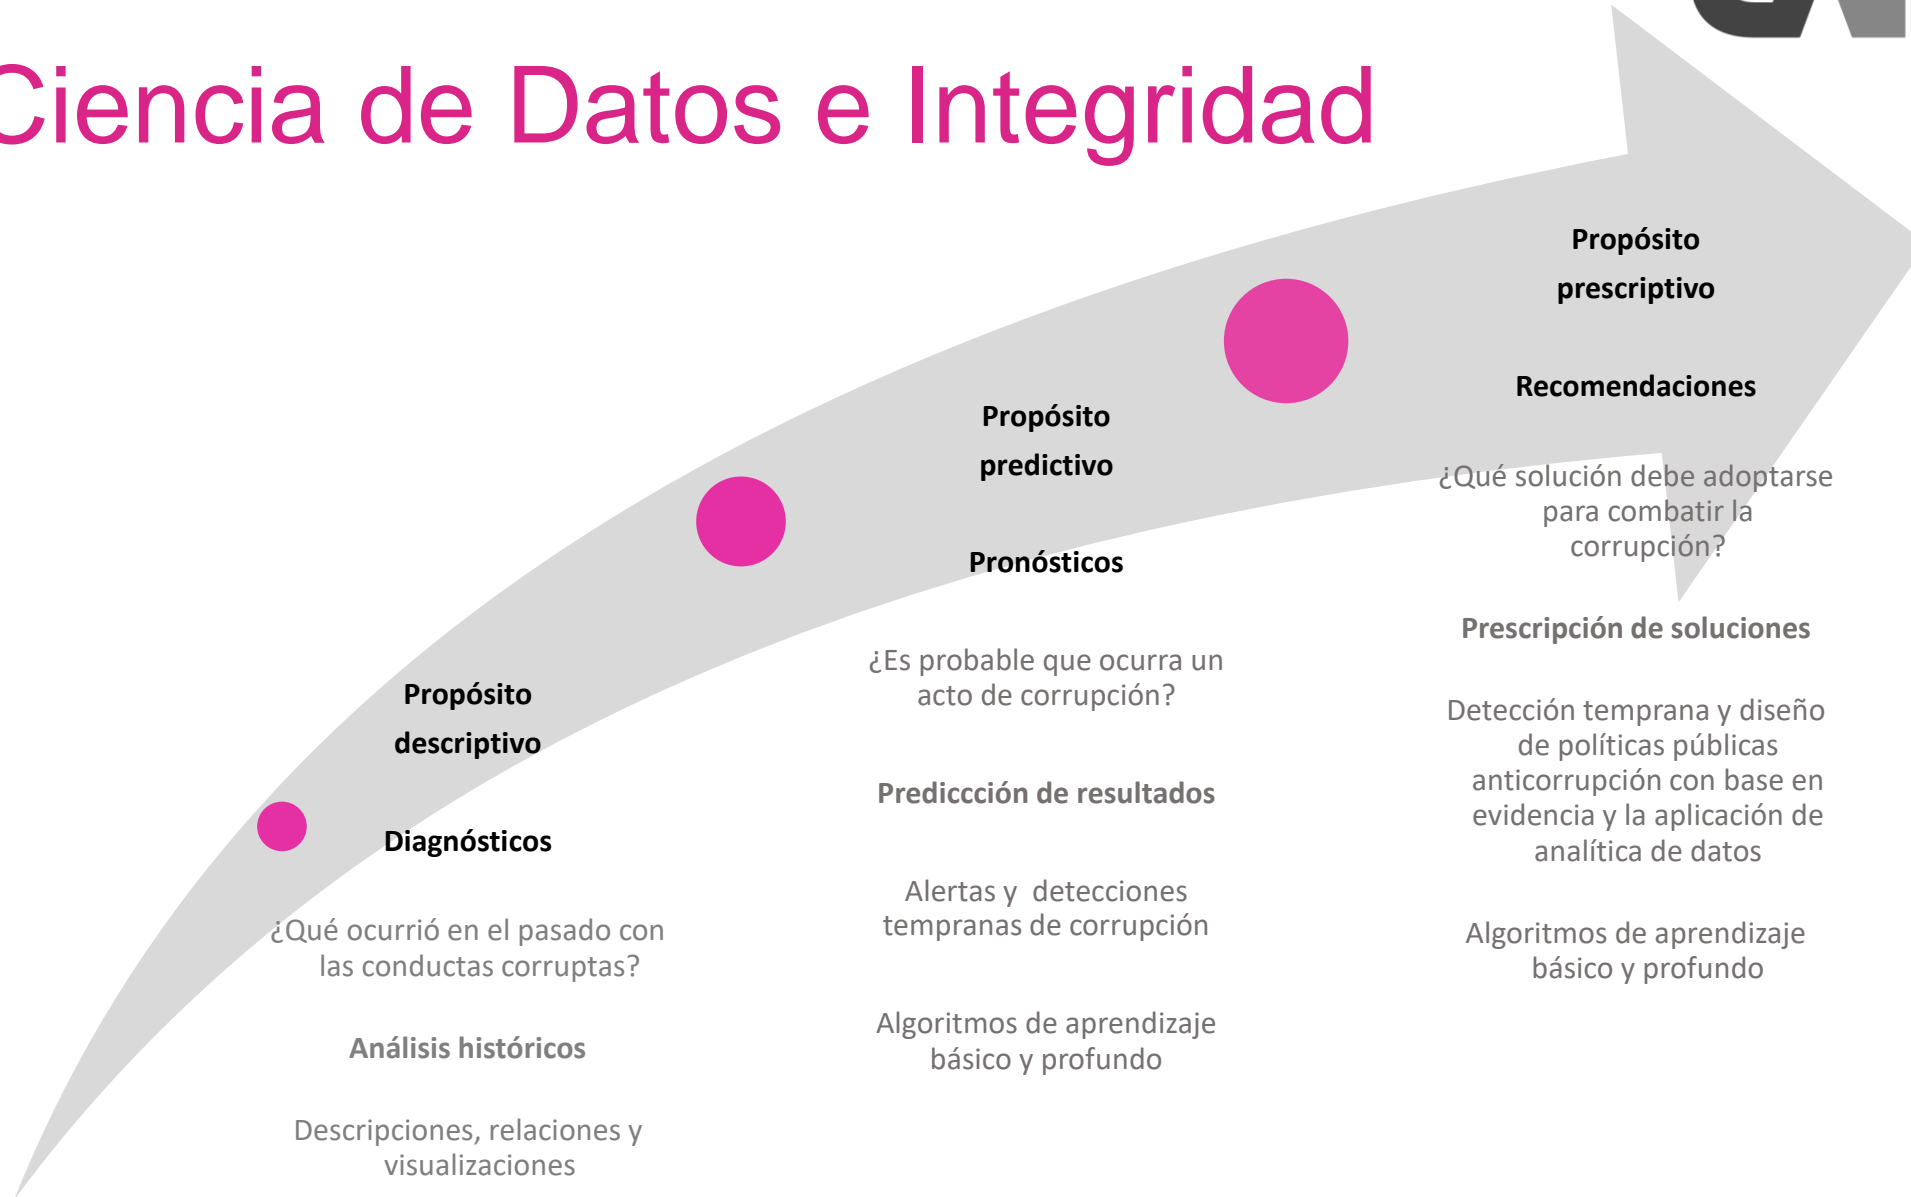 Ciencia de Datos e Integridad
Propósito
descriptivo
Diagnósticos
¿Qué ocurrió en el pasado con
las conductas corruptas?
Análisis históricos
Descripciones, relaciones y
visualizaciones
Propósito
predictivo
Pronósticos
¿Es probable que ocurra un
acto de corrupción?
Prediccción de resultados
Alertas y  detecciones
tempranas de corrupción
Algoritmos de aprendizaje
básico y profundo
Propósito
prescriptivo
Recomendaciones
¿Qué solución debe adoptarse
para combatir la
corrupción?
Prescripción de soluciones
Detección temprana y diseño
de políticas públicas
anticorrupción con base en
evidencia y la aplicación de
analítica de datos
Algoritmos de aprendizaje
básico y profundo